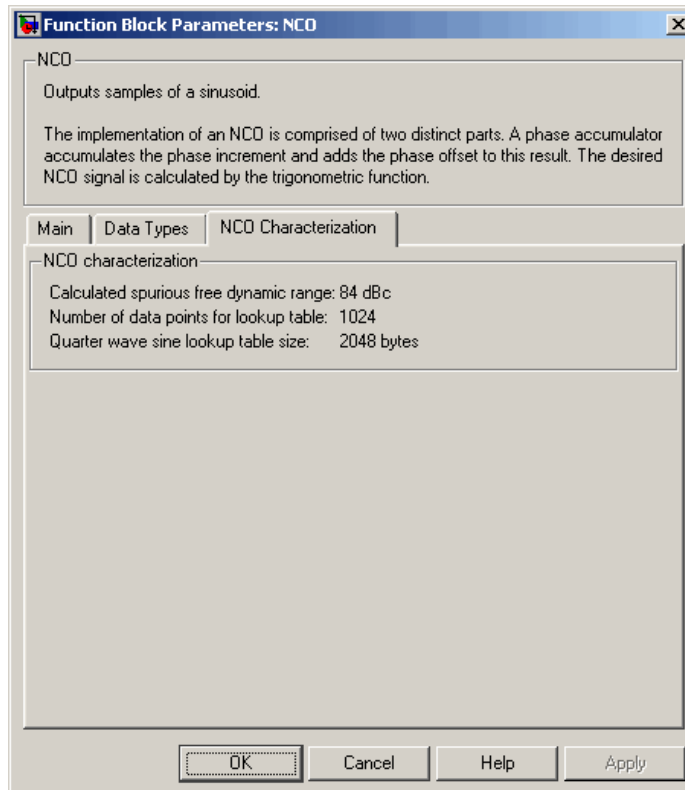 Function Block Parameters: NCO
NCO
Outputs samples of a sinusoid.
The implementation of an NCO is comprised of two distinct parts. A phase accumulator
accumulates the phase increment and adds the phase offset to this result. The desired
NCO signal is calculated by the trigonometric function.
Main Data Types NCO Characterization
NCO characterization
Calculated spurious free dynamic range: 84 dBc
Number of data points for lookup table: 1024
Quarter wave sine lookup table size: 2048 bytes
OK Cancel Help Apply